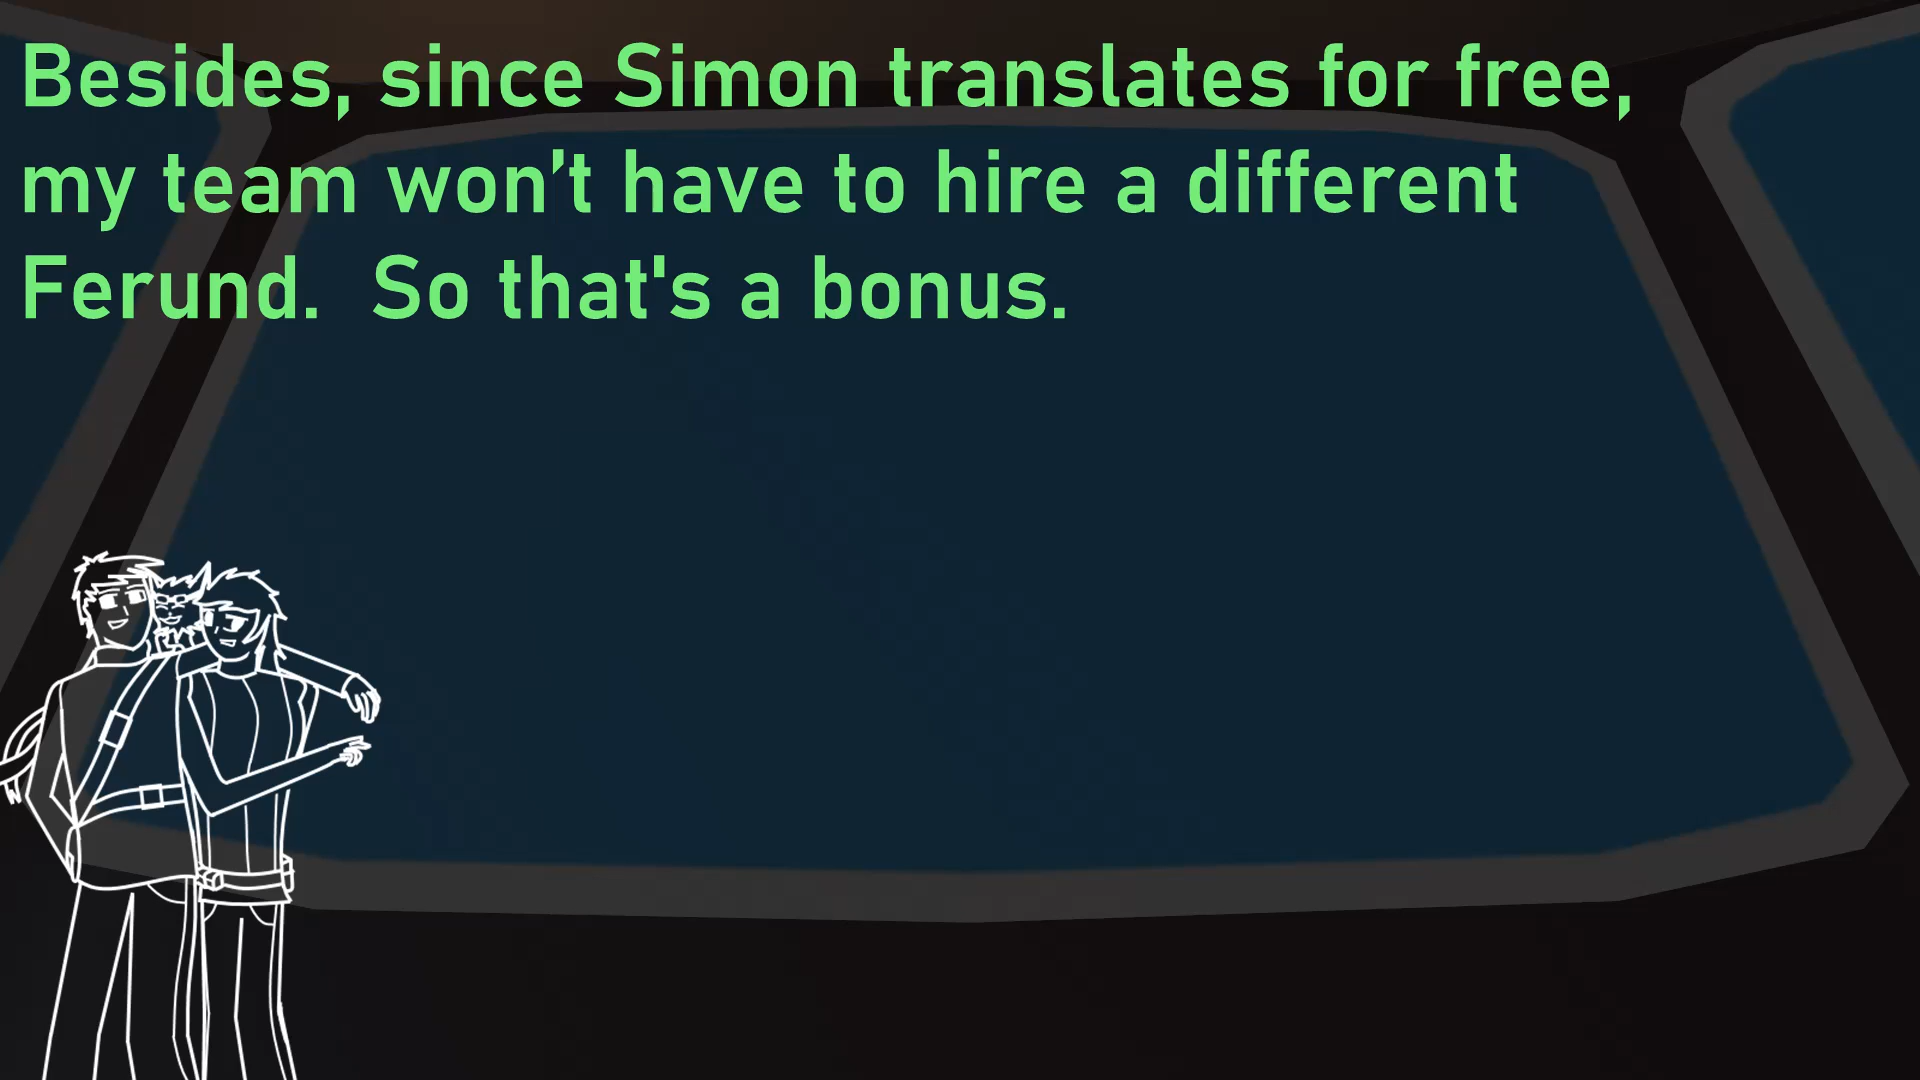 Besides, since Simon translates for free,
my team won’t have to hire a different
Ferund.  So that's a bonus.